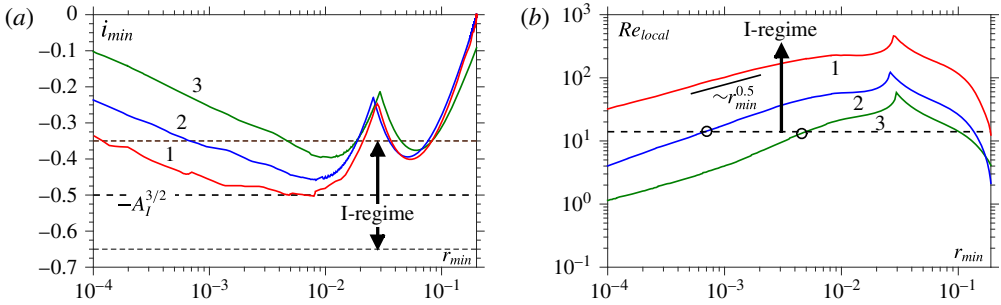 (a)
i_min
0
−0.1
−0.2
−0.3
−0.4
−0.5
−0.6
−0.7
I-regime
3
2
1
−A_I^{3/2}
I-regime
r_min
10^{−4} 10^{−3} 10^{−2} 10^{−1}
(b)
Re_local
10^3
10^2
10^1
10^0
10^{−1}
I-regime
1
~r_min^{0.5}
2
3
r_min
10^{−4} 10^{−3} 10^{−2} 10^{−1}